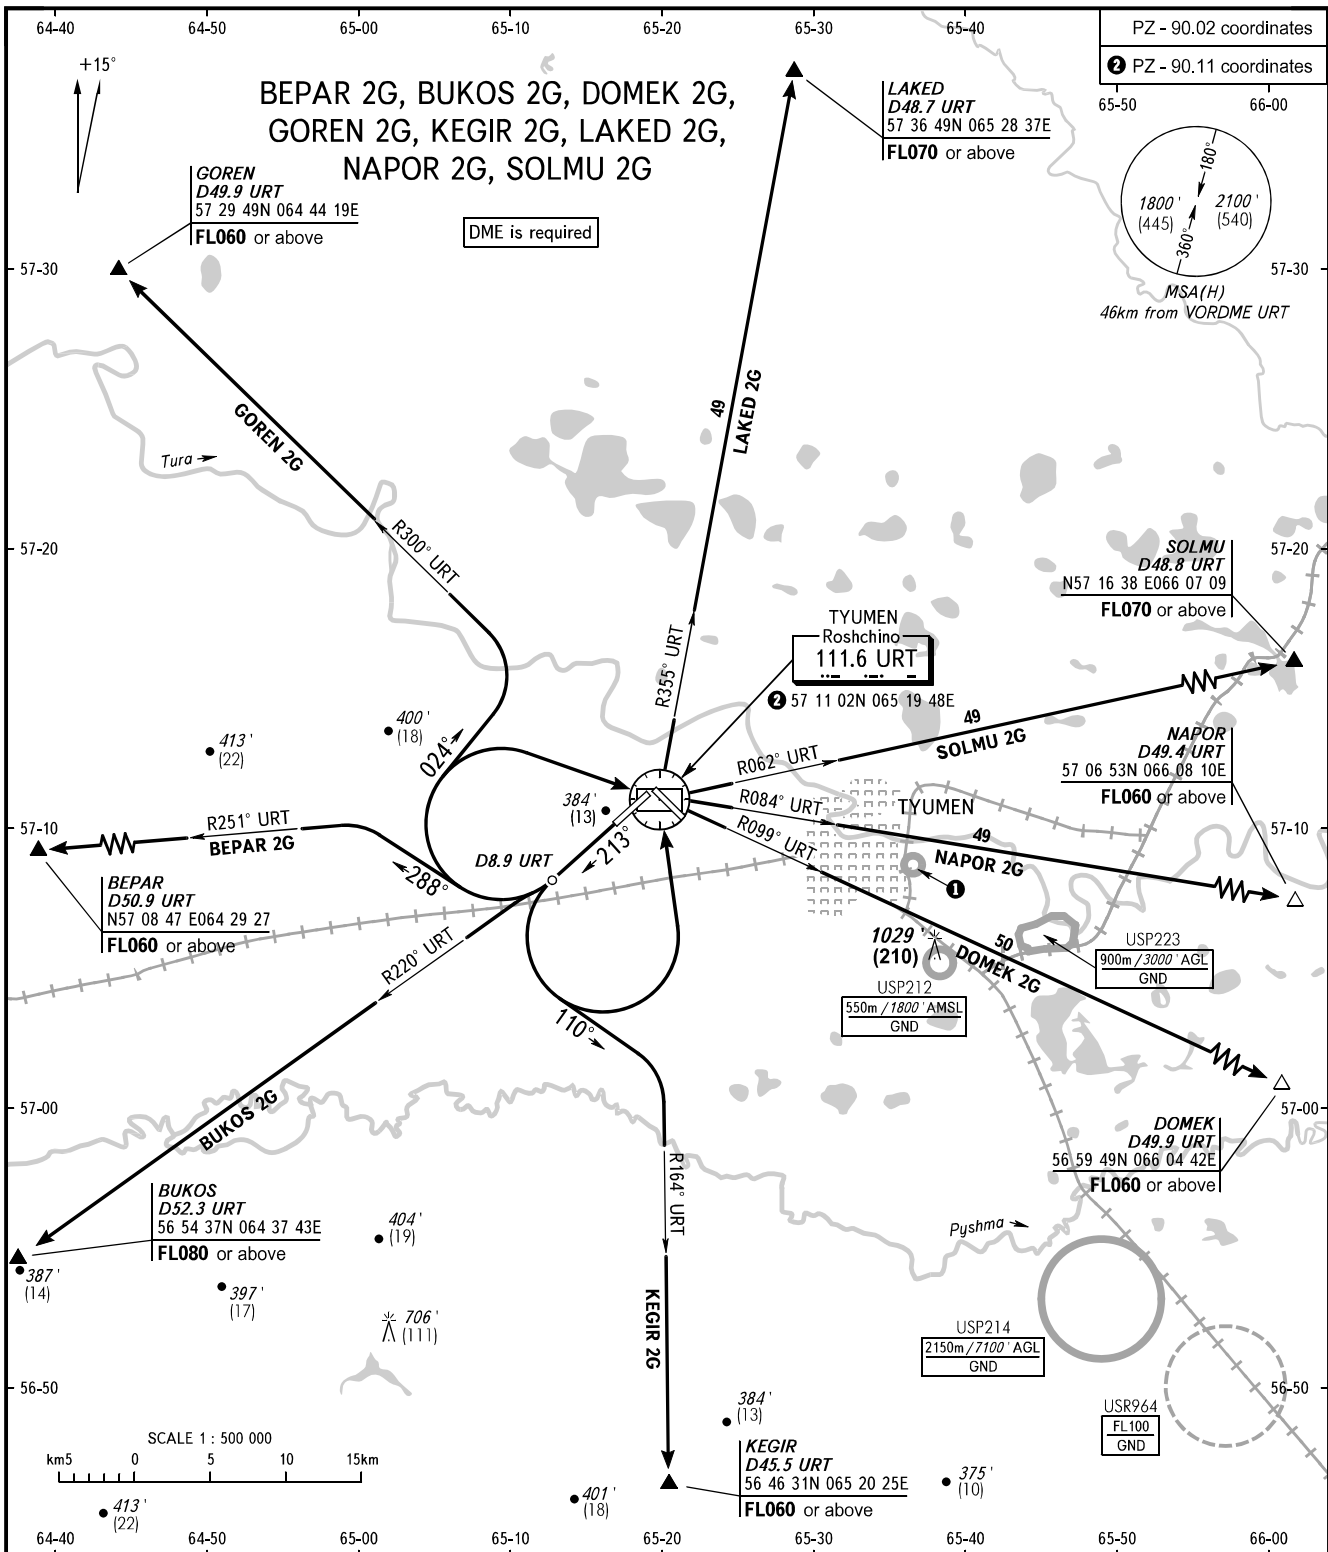 64-40
64-50
65-00
65-10
65-20
65-30
65-40
PZ - 90.02 coordinates
2 PZ - 90.11 coordinates
65-50
66-00
+15°
BEPAR 2G, BUKOS 2G, DOMEK 2G,
GOREN 2G, KEGIR 2G, LAKED 2G,
NAPOR 2G, SOLMU 2G
LAKED
D48.7 URT
57 36 49N 065 28 37E
FL070 or above
GOREN
D49.9 URT
57 29 49N 064 44 19E
FL060 or above
DME is required
180°
1800'
(445)
2100'
(540)
360°
MSA(H)
46km from VORDME URT
57-30
57-30
GOREN 2G
49
LAKED 2G
Tura
R300° URT
57-20
57-20
SOLMU
D48.8 URT
N57 16 38 E066 07 09
FL070 or above
TYUMEN
Roshchino
111.6 URT
2 57 11 02N 065 19 48E
R355° URT
400'
(18)
413'
(22)
024°
R062° URT
49
SOLMU 2G
NAPOR
D49.4 URT
57 06 53N 066 08 10E
FL060 or above
384'
(13)
R084° URT
TYUMEN
R099° URT
49
NAPOR 2G
57-10
57-10
R251° URT
BEPAR 2G
D8.9 URT
213°
288°
1
BEPAR
D50.9 URT
N57 08 47 E064 29 27
FL060 or above
R220° URT
1029'
(210)
50
DOMEK 2G
USP223
900m/3000' AGL
GND
USP212
550m/1800' AMSL
GND
110°
57-00
57-00
BUKOS 2G
DOMEK
D49.9 URT
56 59 49N 066 04 42E
FL060 or above
R164° URT
BUKOS
D52.3 URT
56 54 37N 064 37 43E
FL080 or above
404'
(19)
Pyshma
387'
(14)
397'
(17)
706'
(111)
KEGIR 2G
USP214
2150m/7100' AGL
GND
56-50
56-50
USR964
FL100
GND
384'
(13)
SCALE 1 : 500 000
km5 0 5 10 15km
KEGIR
D45.5 URT
56 46 31N 065 20 25E
FL060 or above
375'
(10)
401'
(18)
413'
(22)
64-40
64-50
65-00
65-10
65-20
65-30
65-40
65-50
66-00